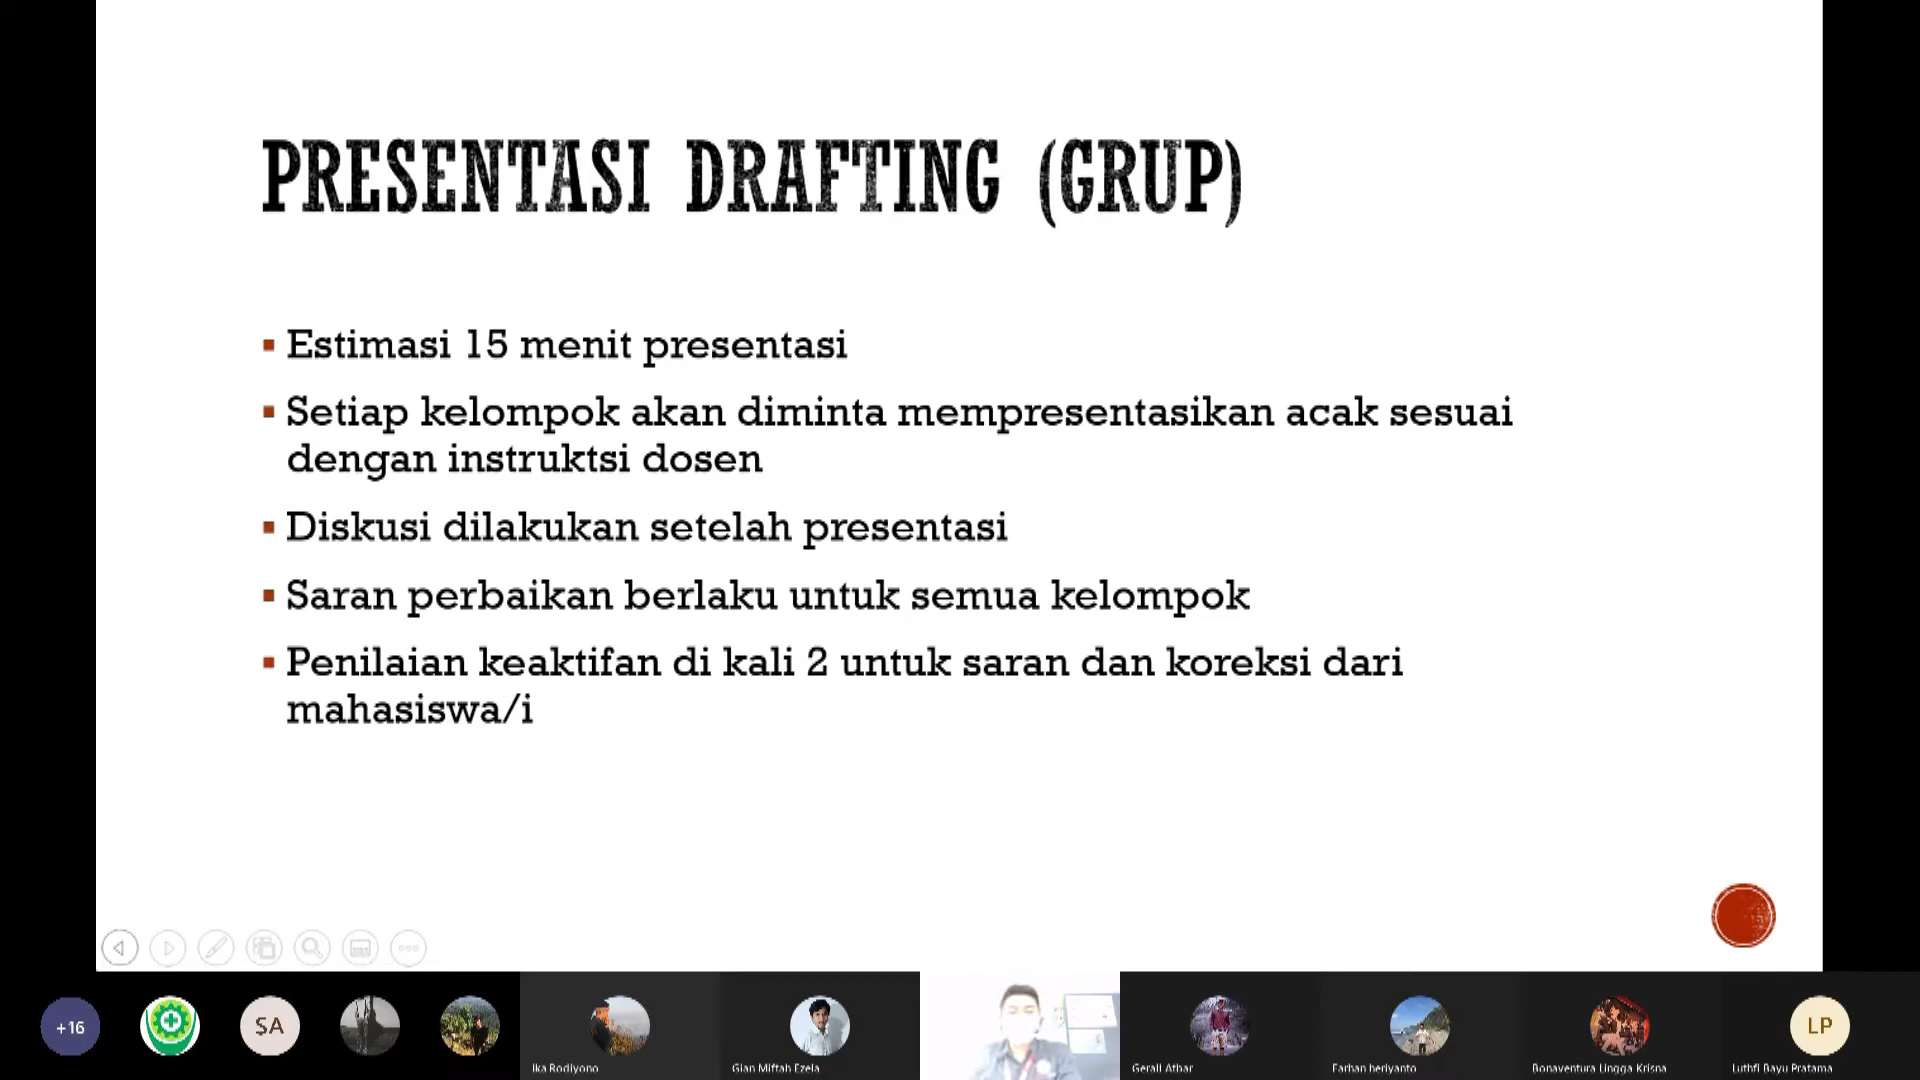 PRESENTASI DRAFTING (GRUP)
Estimasi 15 menit presentasi
Setiap kelompok akan diminta mempresentasikan acak sesuai
dengan instruktsi dosen
Diskusi dilakukan setelah presentasi
Saran perbaikan berlaku untuk semua kelompok
Penilaian keaktifan di kali 2 untuk saran dan koreksi dari
mahasiswa/i
+16
SA
LP
Ika Rodiyono
Gian Miftah Ezela
Gerall Atbar
Farhan heriyanto
Bonaventura Lingga Krisna
Luthfi Bayu Pratama